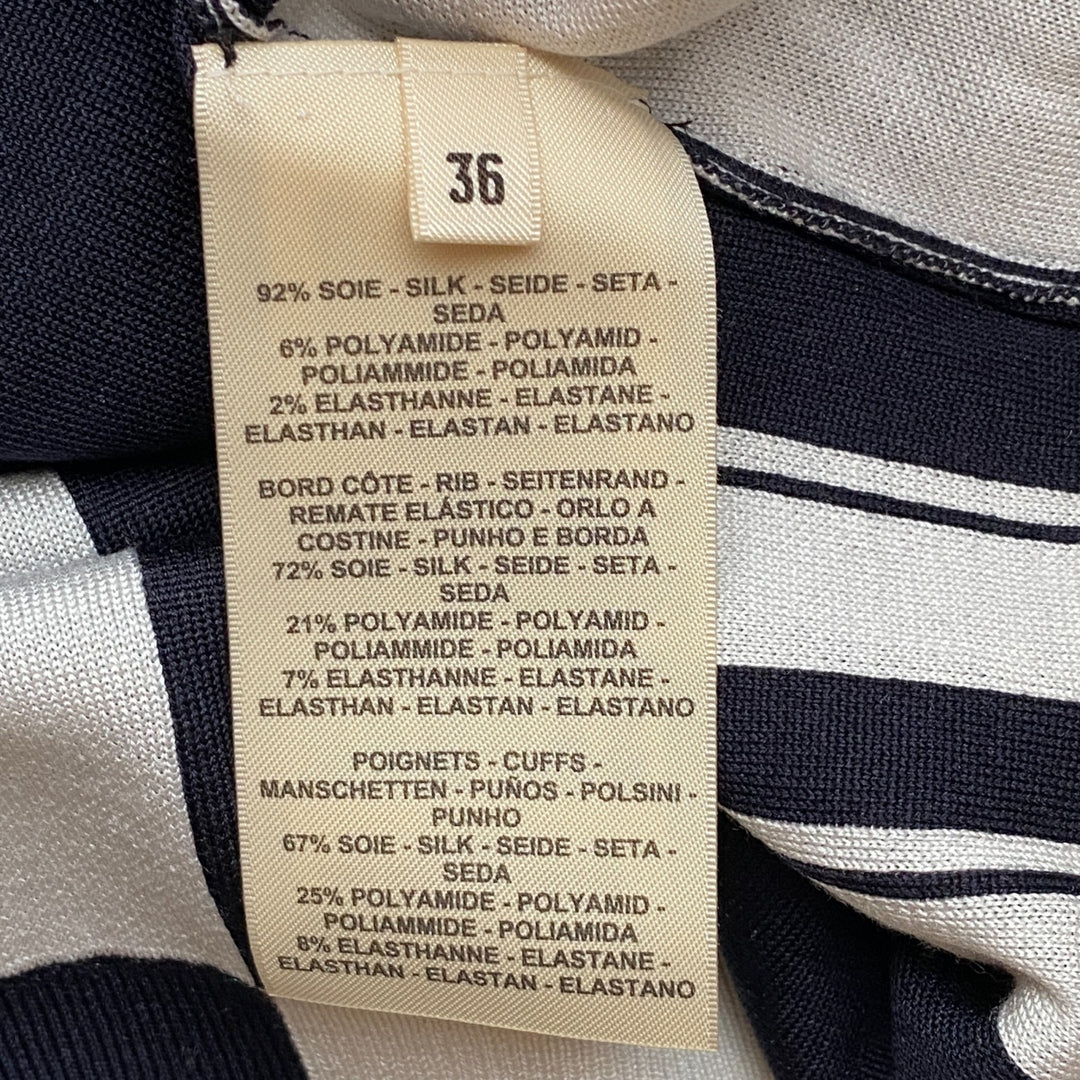 36
92% SOIE - SILK - SEIDE - SETA -
SEDA
6% POLYAMIDE - POLYAMID -
POLIAMMIDE - POLIAMIDA
2% ELASTHANNE - ELASTANE -
ELASTHAN - ELASTAN - ELASTANO
BORD CÔTE - RIB - SEITENRAND -
REMATE ELÁSTICO - ORLO A
COSTINE - PUNHO E BORDA
72% SOIE - SILK - SEIDE - SETA -
SEDA
21% POLYAMIDE - POLYAMID -
POLIAMMIDE - POLIAMIDA
7% ELASTHANNE - ELASTANE -
ELASTHAN - ELASTAN - ELASTANO
POIGNETS - CUFFS -
MANSCHETTEN - PUÑOS - POLSINI -
PUNHO
67% SOIE - SILK - SEIDE - SETA -
SEDA
25% POLYAMIDE - POLYAMID -
POLIAMMIDE - POLIAMIDA
8% ELASTHANNE - ELASTANE -
ELASTHAN - ELASTAN - ELASTANO